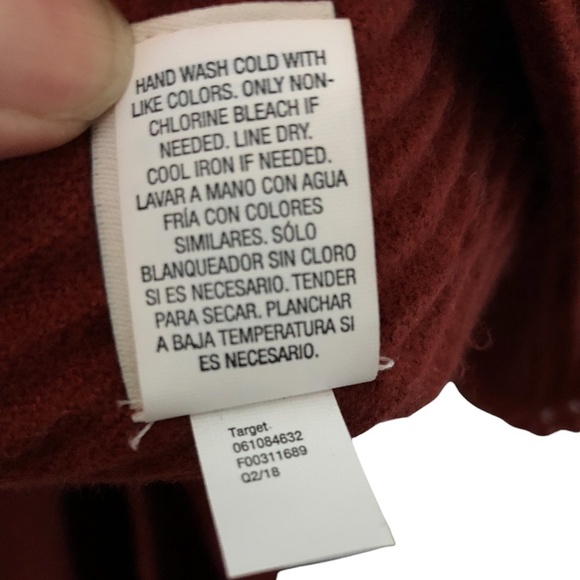 HAND WASH COLD WITH
LIKE COLORS. ONLY NON-
CHLORINE BLEACH IF
NEEDED. LINE DRY.
COOL IRON IF NEEDED.
LAVAR A MANO CON AGUA
FRÍA CON COLORES
SIMILARES. SÓLO
BLANQUEADOR SIN CLORO
SI ES NECESARIO. TENDER
PARA SECAR. PLANCHAR
A BAJA TEMPERATURA SI
ES NECESARIO.
Target
061084632
F00311689
Q2/18